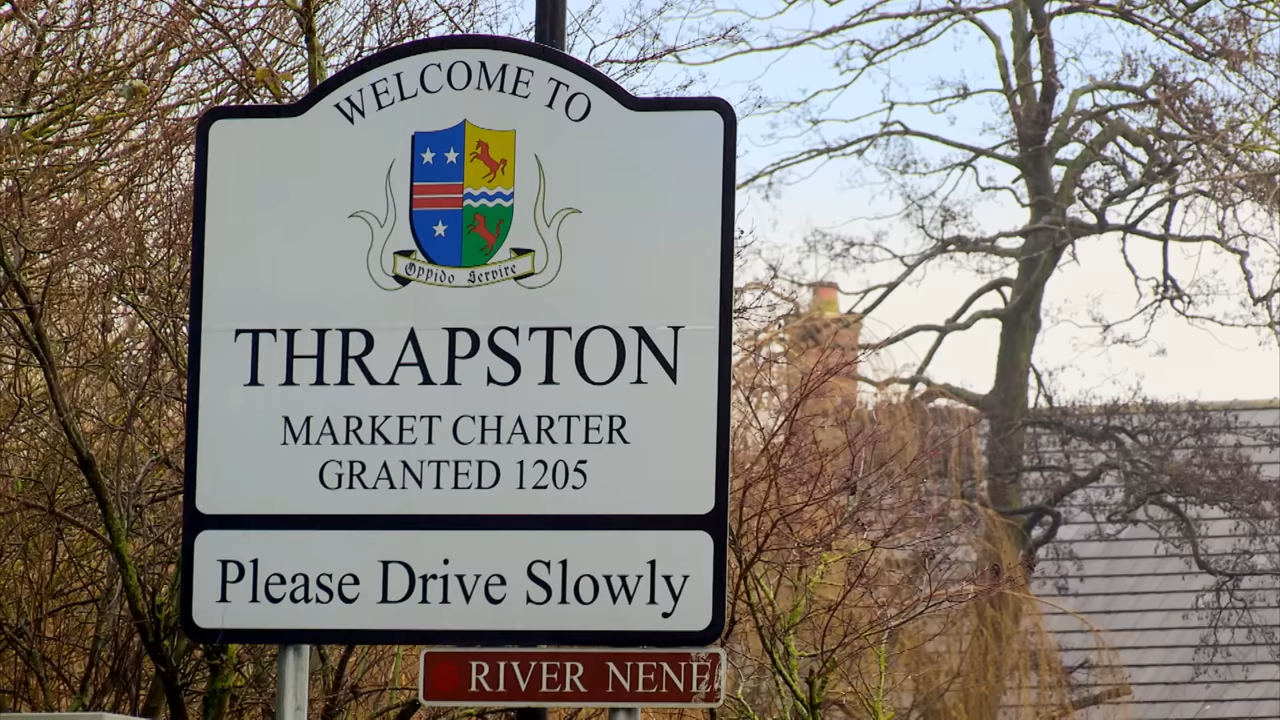 WELCOME TO
Oppido Servire
THRAPSTON
MARKET CHARTER
GRANTED 1205
Please Drive Slowly
RIVER NENE